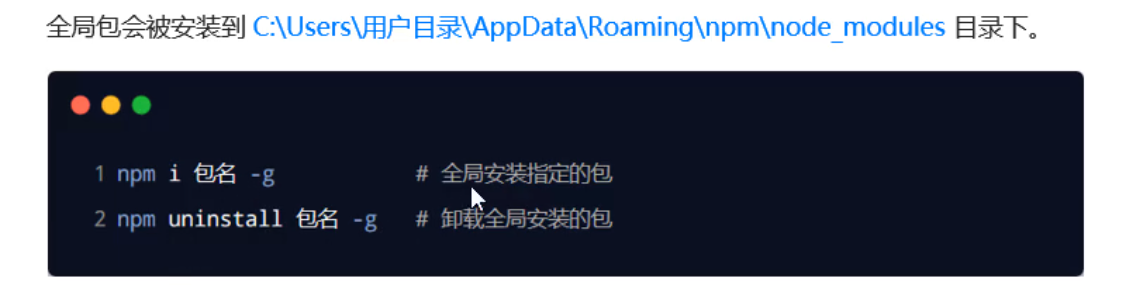 全局包会被安装到 C:\Users\用户目录\AppData\Roaming\npm\node_modules 目录下。
1 npm i 包名 -g # 全局安装指定的包
2 npm uninstall 包名 -g # 卸载全局安装的包